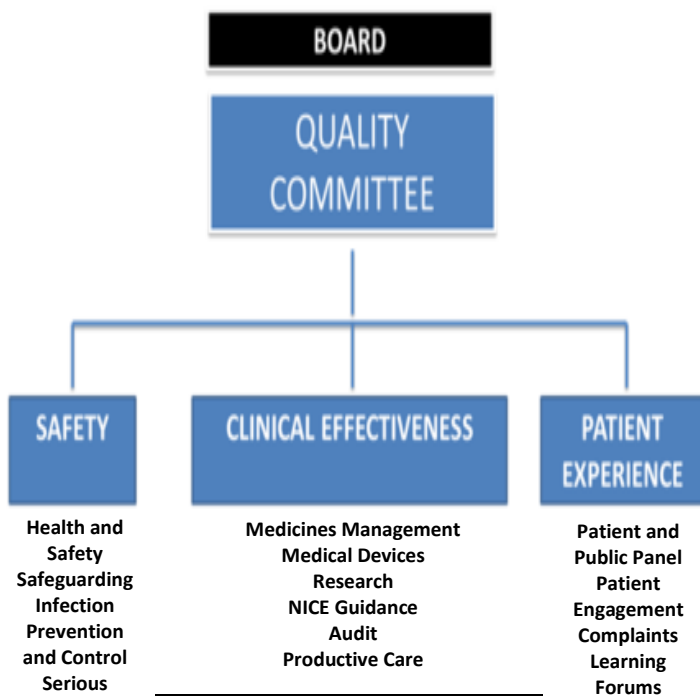 BOARD
QUALITY
COMMITTEE
SAFETY
CLINICAL EFFECTIVENESS
PATIENT
EXPERIENCE
Health and
Safety
Safeguarding
Infection
Prevention
and Control
Serious
Medicines Management
Medical Devices
Research
NICE Guidance
Audit
Productive Care
Patient and
Public Panel
Patient
Engagement
Complaints
Learning
Forums